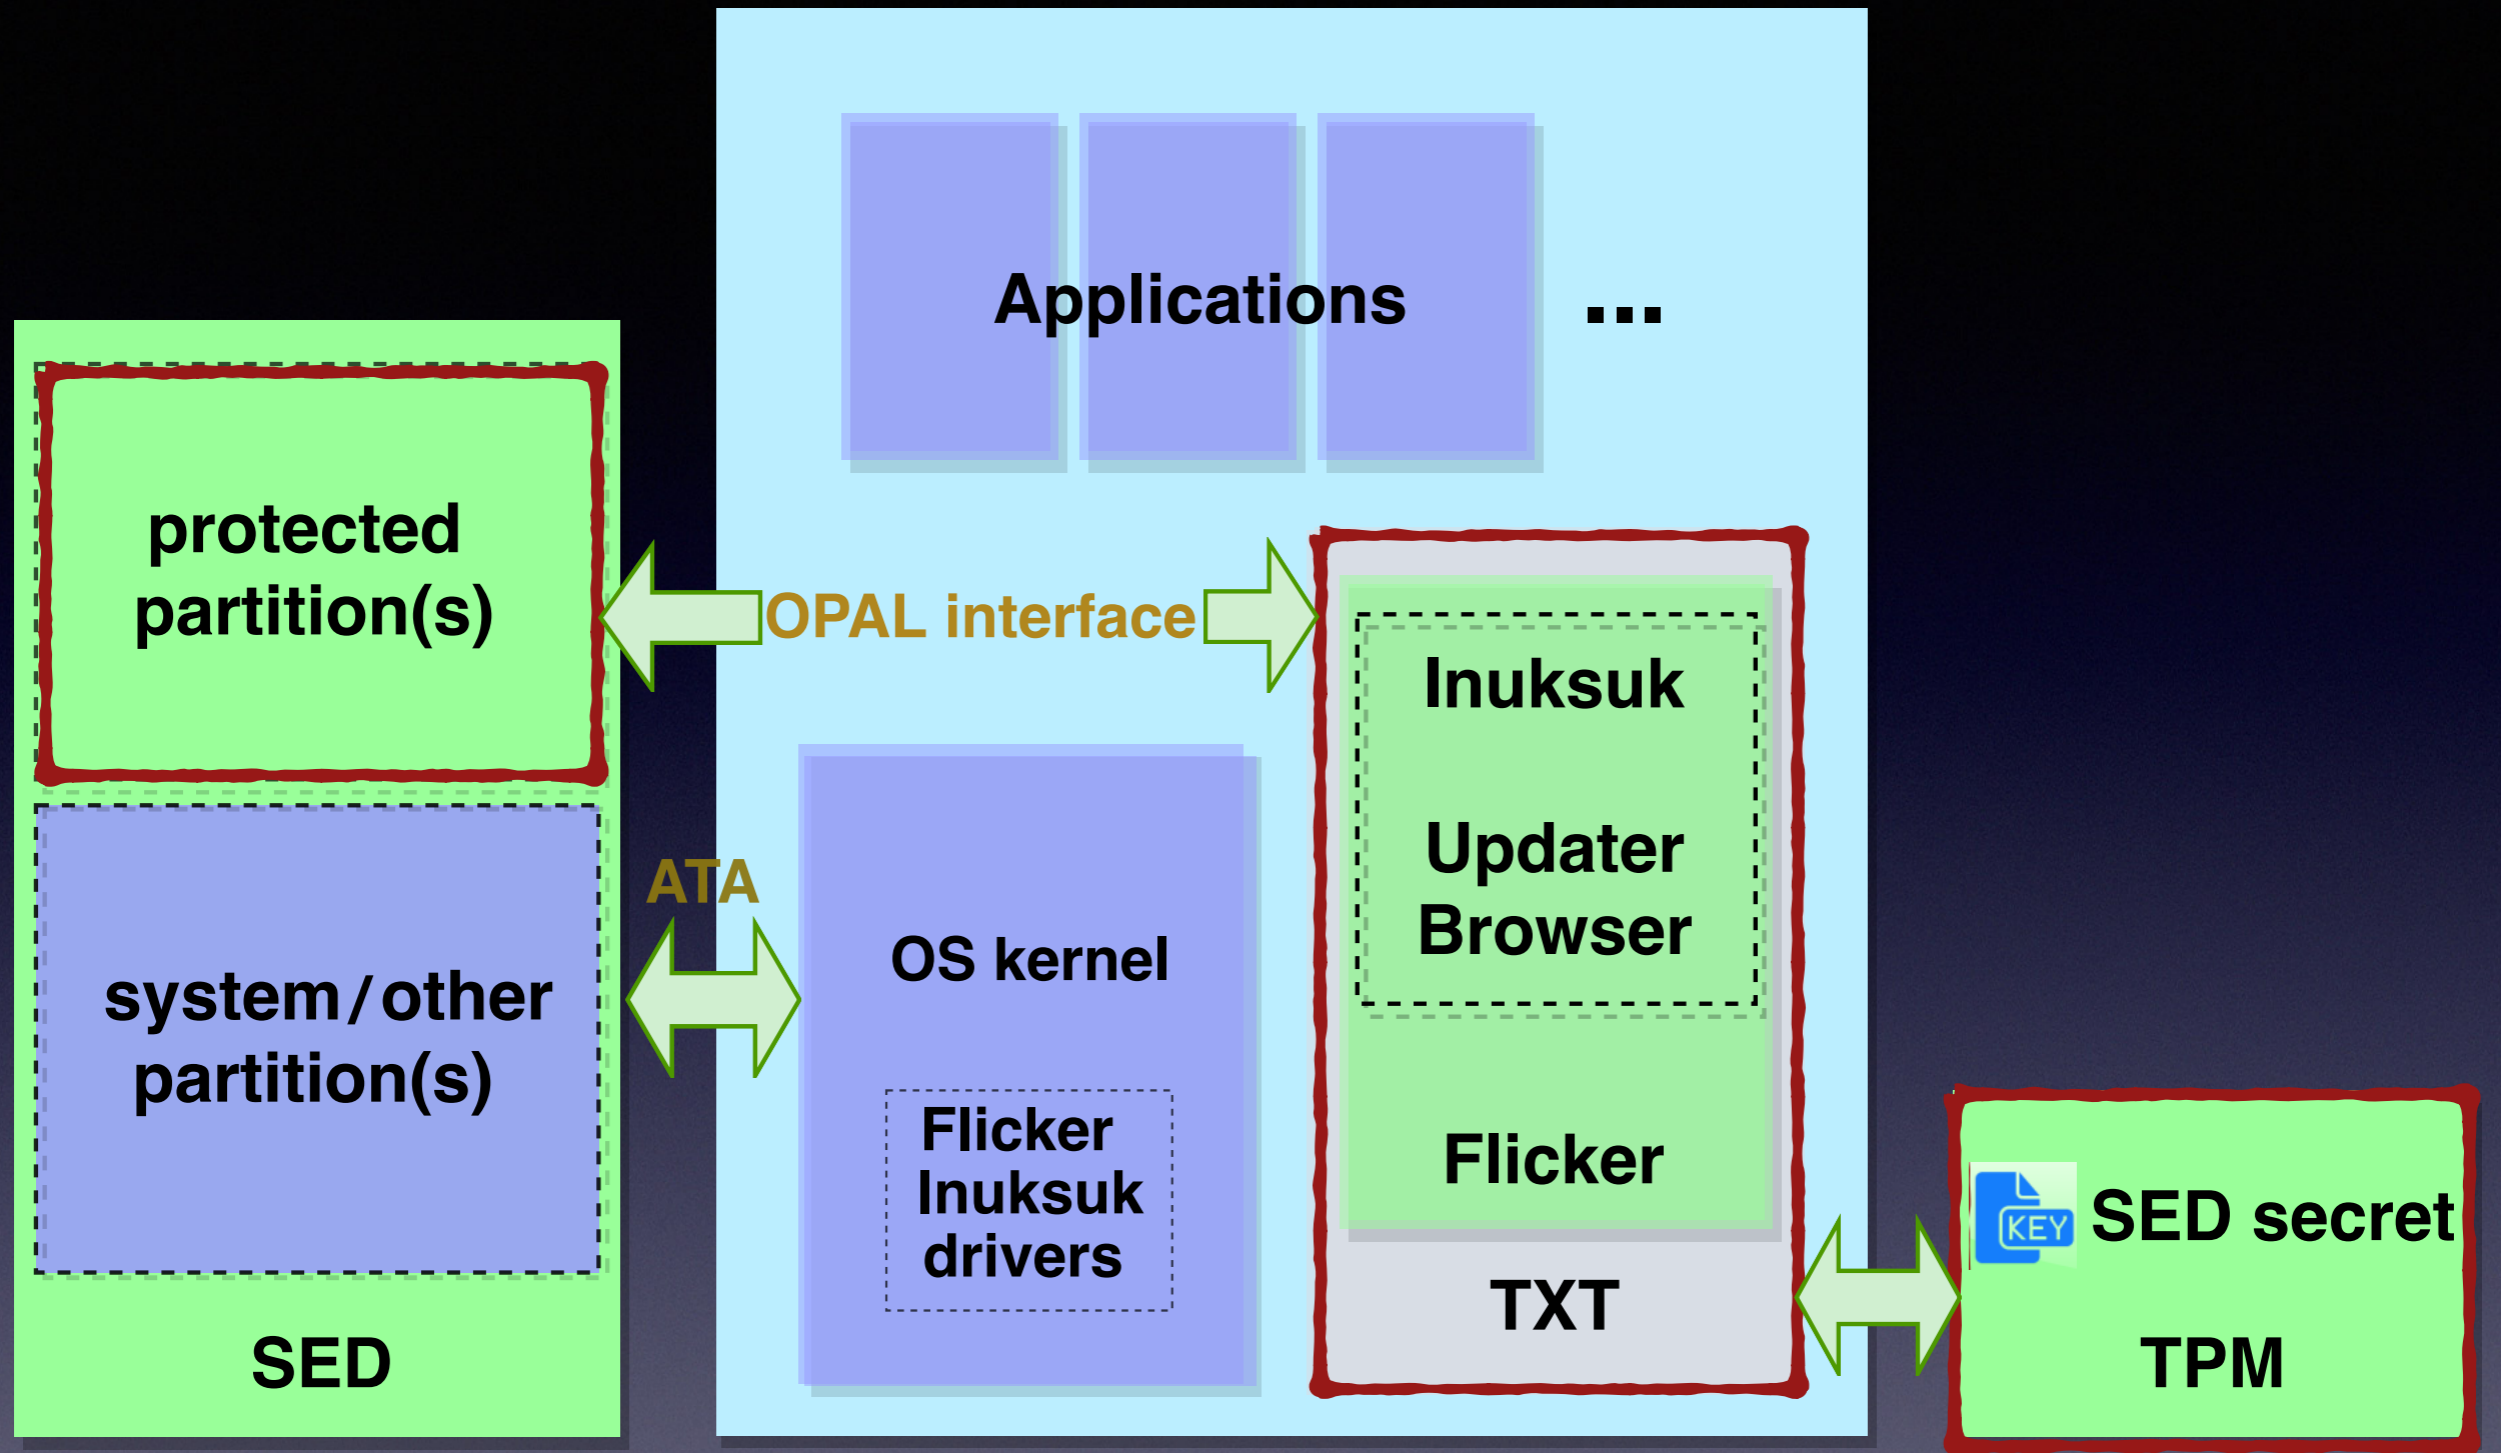 Applications ...
protected
partition(s)
OPAL interface
Inuksuk
Updater
Browser
ATA
OS kernel
system/other
partition(s)
Flicker
Inuksuk
drivers
Flicker
TXT
KEY
SED secret
SED
TPM